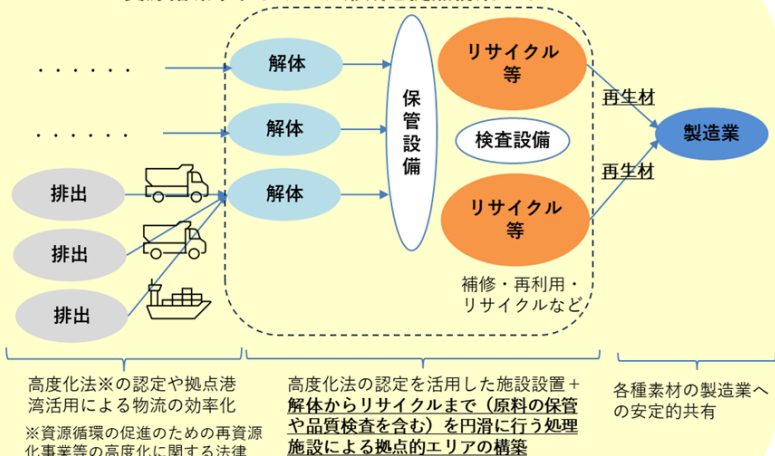 ・・・・・・
解体
保管設備
リサイクル
等
再生材
・・・・・・
解体
検査設備
製造業
排出
解体
リサイクル
等
再生材
排出
排出
補修・再利用・
リサイクルなど
高度化法※の認定や拠点港
湾活用による物流の効率化
※資源循環の促進のための再資源
化事業等の高度化に関する法律
高度化法の認定を活用した施設設置＋
解体からリサイクルまで（原料の保管
や品質検査を含む）を円滑に行う処理
施設による拠点的エリアの構築
各種素材の製造業へ
の安定的共有